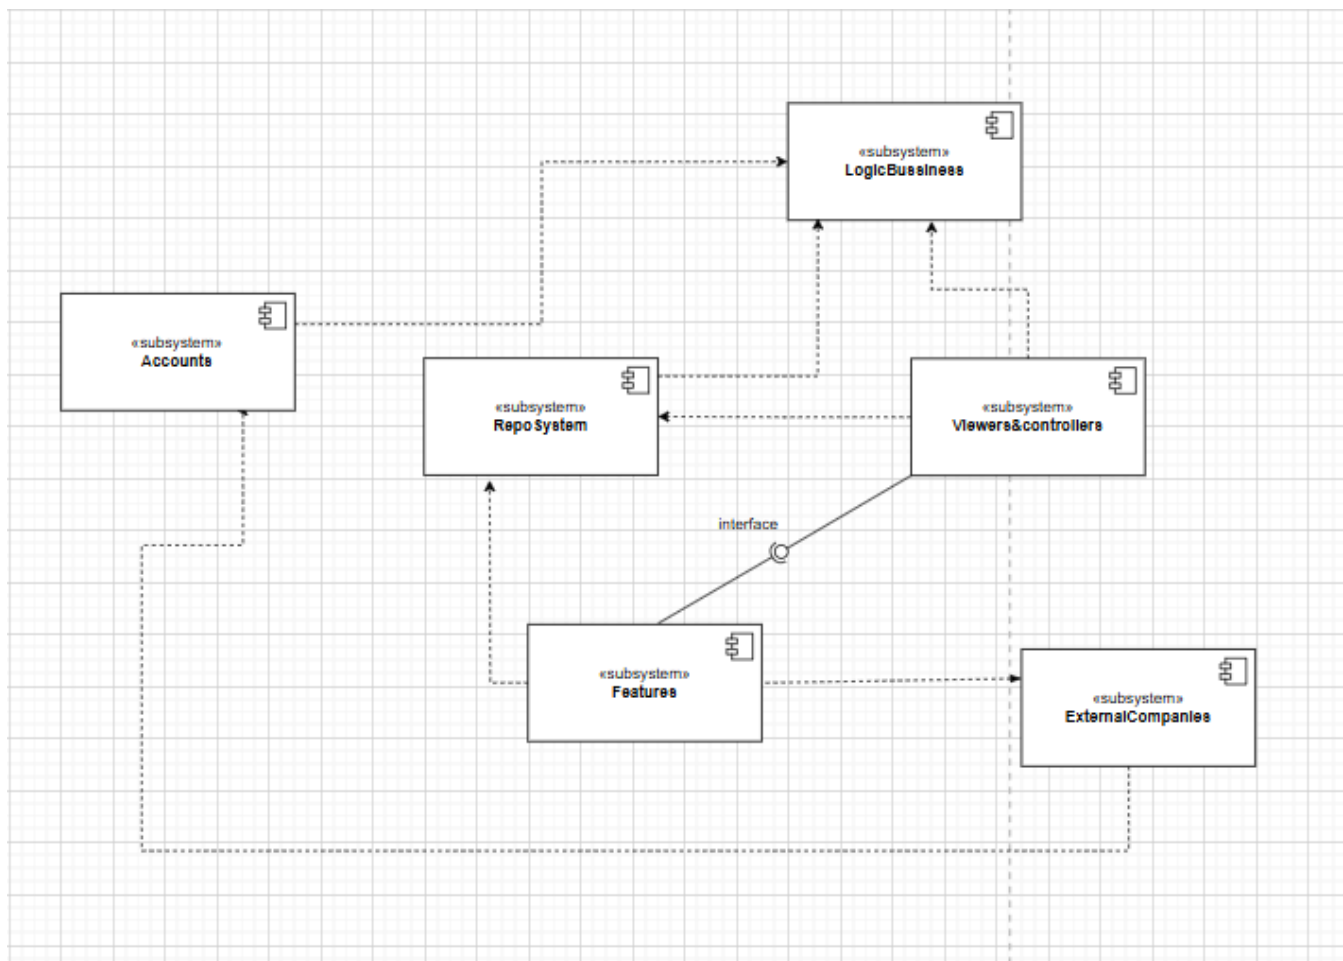 «subsystem»
LogicBussiness
«subsystem»
Accounts
«subsystem»
RepoSystem
«subsystem»
Viewers&controllers
interface
«subsystem»
Features
«subsystem»
ExternalCompanies